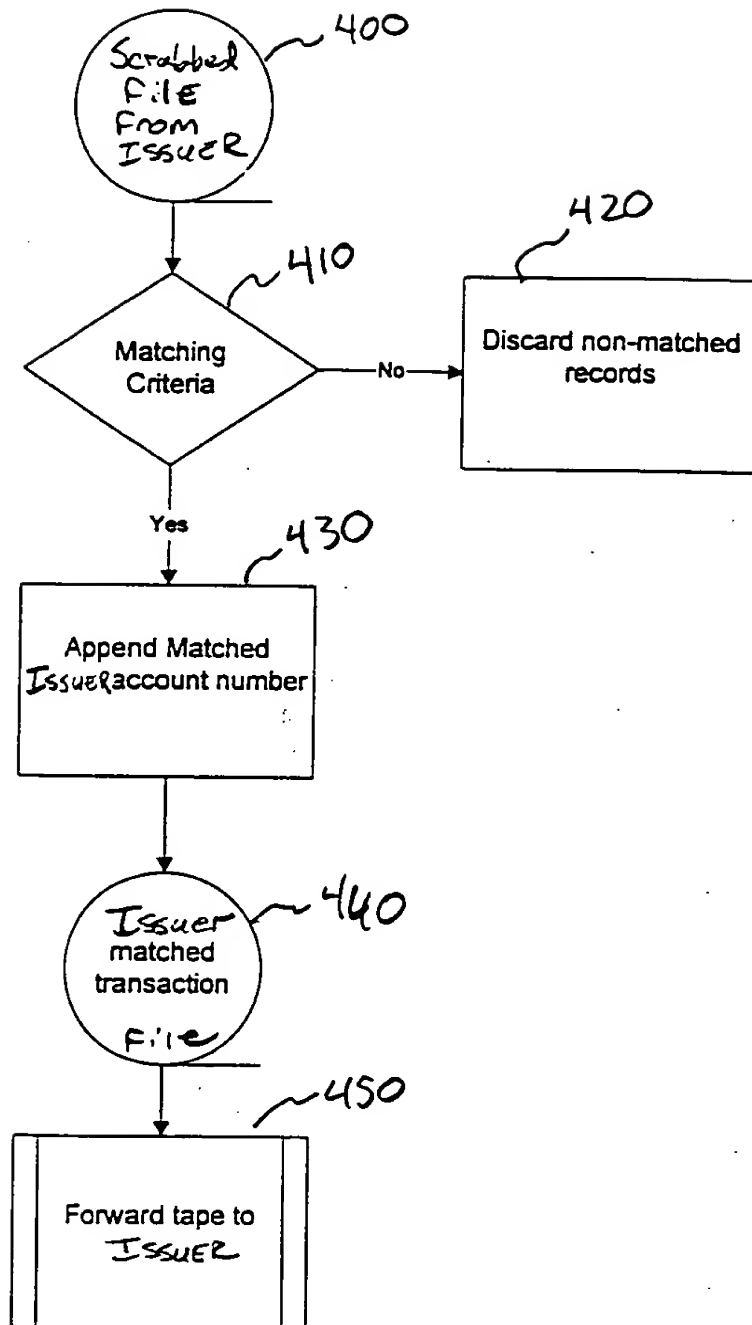 400
Scrabbed
File
From
ISSUER
410
420
Matching
Criteria
No
Discard non-matched
records
Yes
430
Append Matched
ISSUER account number
440
Issuer
matched
transaction
File
450
Forward tape to
ISSUER